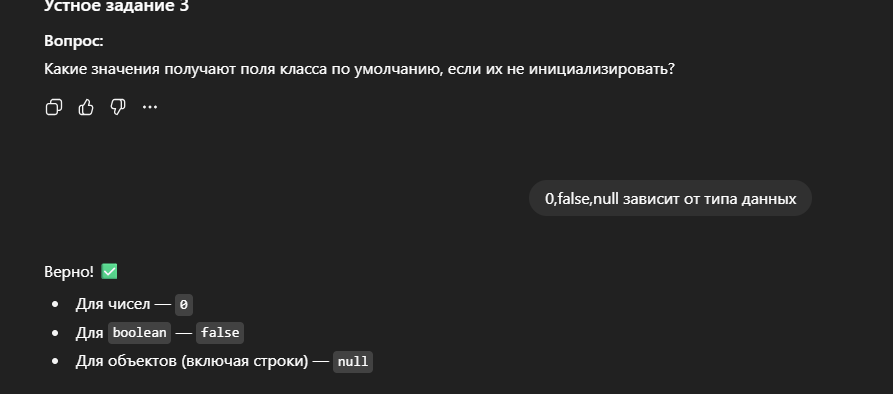 Устное задание 3
Вопрос:
Какие значения получают поля класса по умолчанию, если их не инициализировать?
0,false,null зависит от типа данных
Верно! ✅
• Для чисел — 0
• Для boolean — false
• Для объектов (включая строки) — null